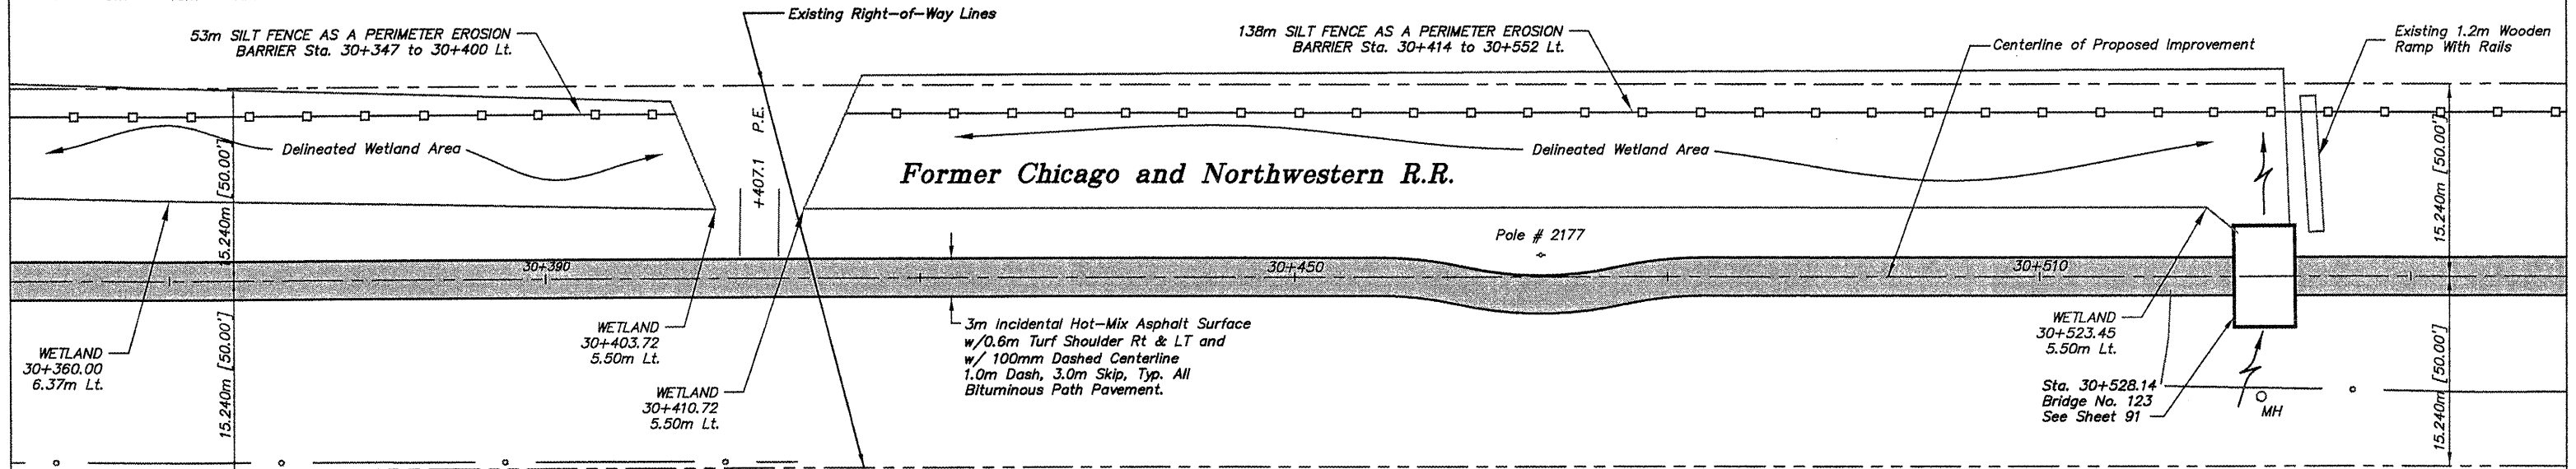 Existing Right-of-Way Lines
53m SILT FENCE AS A PERIMETER EROSION
BARRIER Sta. 30+347 to 30+400 Lt.
138m SILT FENCE AS A PERIMETER EROSION
BARRIER Sta. 30+414 to 30+552 Lt.
Centerline of Proposed Improvement
Existing 1.2m Wooden
Ramp With Rails
Delineated Wetland Area
+407.1 P.E.
Former Chicago and Northwestern R.R.
Delineated Wetland Area
15.240m [50.00']
15.240m [50.00']
15.240m [50.00']
15.240m [50.00']
Pole # 2177
30+390
30+450
30+510
WETLAND
30+360.00
6.37m Lt.
WETLAND
30+403.72
5.50m Lt.
WETLAND
30+410.72
5.50m Lt.
3m Incidental Hot-Mix Asphalt Surface
w/0.6m Turf Shoulder Rt & LT and
w/ 100mm Dashed Centerline
1.0m Dash, 3.0m Skip, Typ. All
Bituminous Path Pavement.
WETLAND
30+523.45
5.50m Lt.
Sta. 30+528.14
Bridge No. 123
See Sheet 91
MH